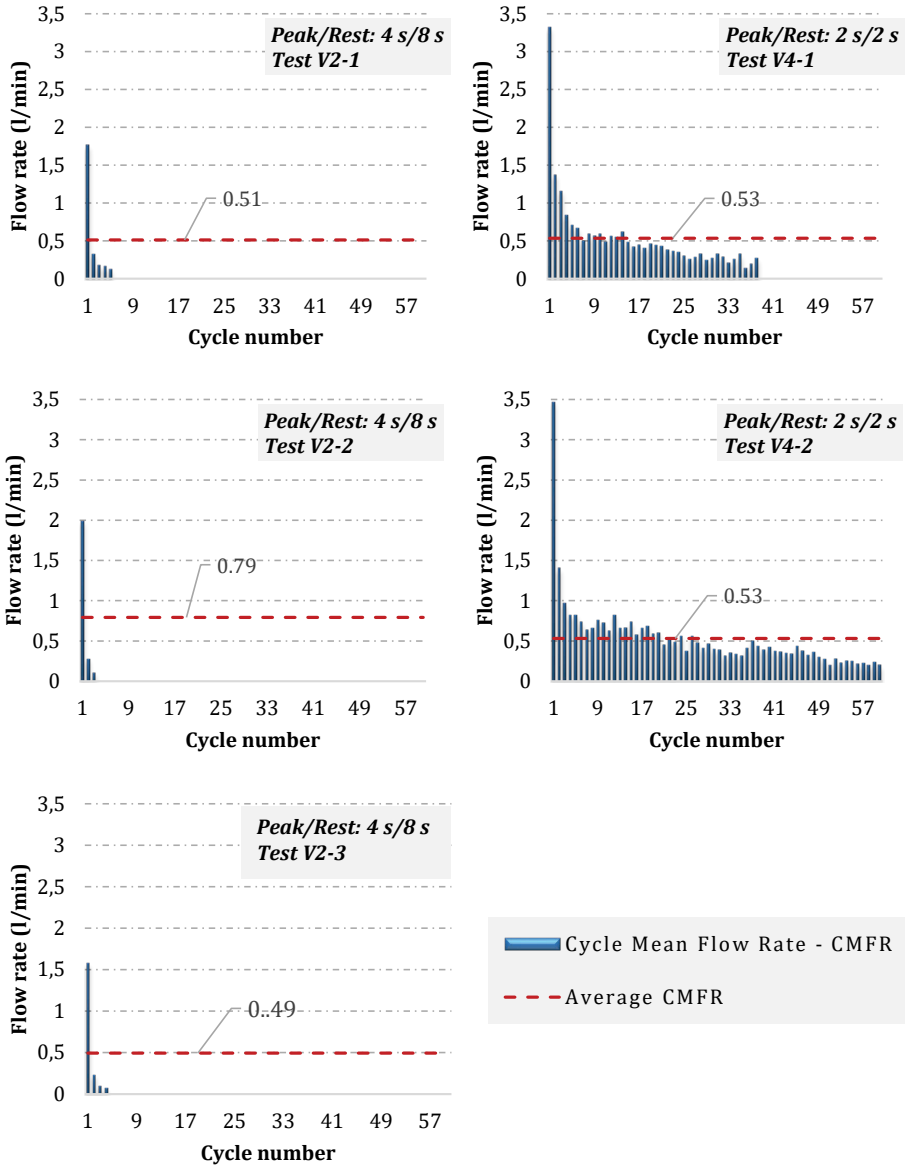 3,5
3
2,5
2
1,5
1
0,5
0
Flow rate (l/min)
Peak/Rest: 4 s/8 s
Test V2-1
0.51
1 9 17 25 33 41 49 57
Cycle number
3,5
3
2,5
2
1,5
1
0,5
0
Flow rate (l/min)
Peak/Rest: 2 s/2 s
Test V4-1
0.53
1 9 17 25 33 41 49 57
Cycle number
3,5
3
2,5
2
1,5
1
0,5
0
Flow rate (l/min)
Peak/Rest: 4 s/8 s
Test V2-2
0.79
1 9 17 25 33 41 49 57
Cycle number
3,5
3
2,5
2
1,5
1
0,5
0
Flow rate (l/min)
Peak/Rest: 2 s/2 s
Test V4-2
0.53
1 9 17 25 33 41 49 57
Cycle number
3,5
3
2,5
2
1,5
1
0,5
0
Flow rate (l/min)
Peak/Rest: 4 s/8 s
Test V2-3
0..49
1 9 17 25 33 41 49 57
Cycle number
Cycle Mean Flow Rate - CMFR
Average CMFR